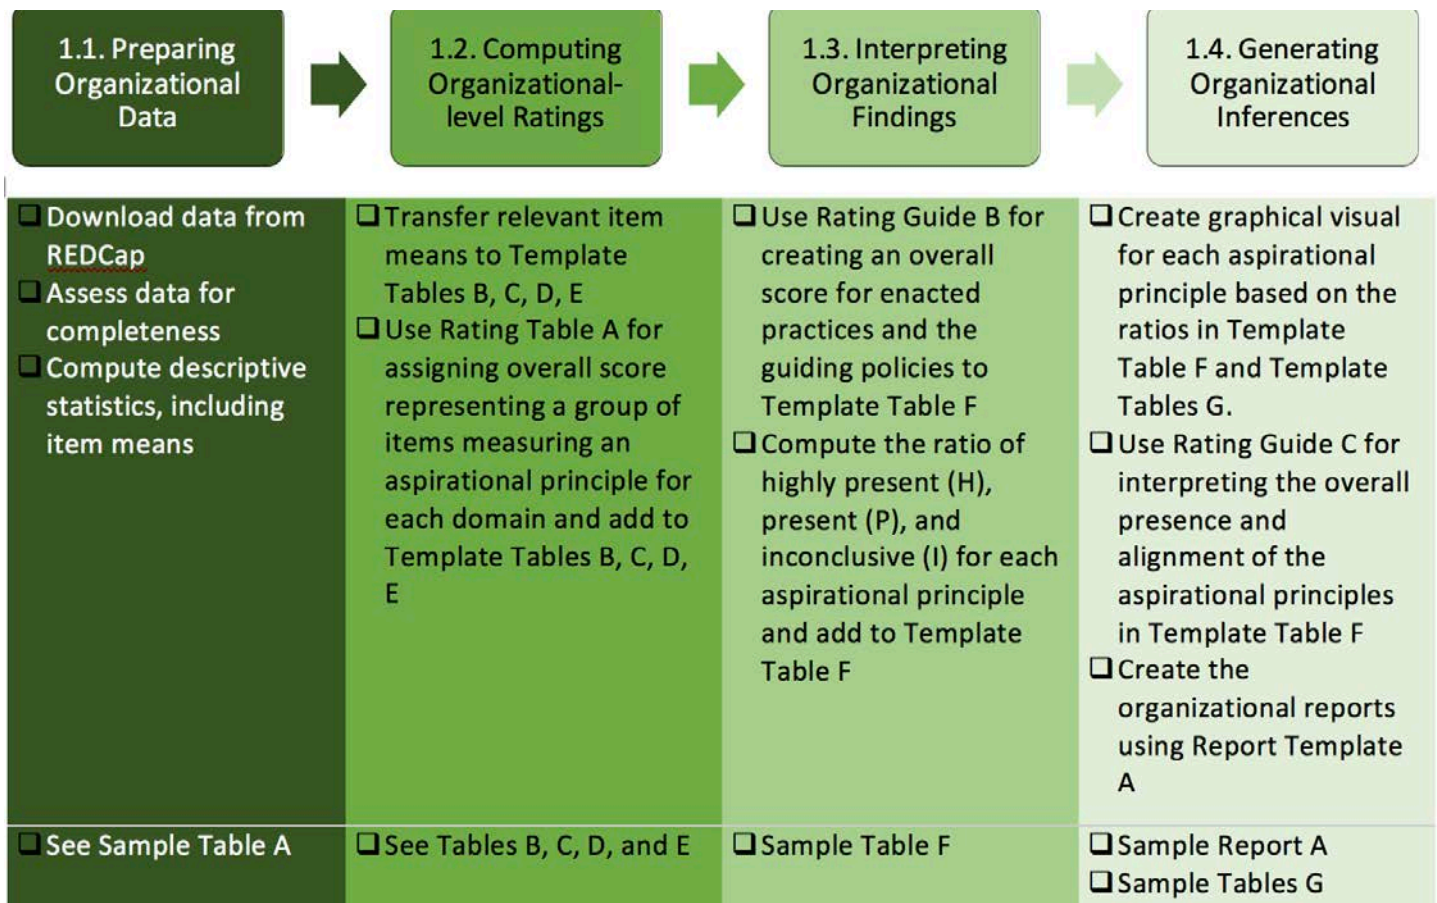 1.1. Preparing
Organizational
Data
1.2. Computing
Organizational-
level Ratings
1.3. Interpreting
Organizational
Findings
1.4. Generating
Organizational
Inferences
Download data from
REDCap
Assess data for
completeness
Compute descriptive
statistics, including
item means
Transfer relevant item
means to Template
Tables B, C, D, E
Use Rating Table A for
assigning overall score
representing a group of
items measuring an
aspirational principle for
each domain and add to
Template Tables B, C, D,
E
Use Rating Guide B for
creating an overall
score for enacted
practices and the
guiding policies to
Template Table F
Compute the ratio of
highly present (H),
present (P), and
inconclusive (I) for each
aspirational principle
and add to Template
Table F
Create graphical visual
for each aspirational
principle based on the
ratios in Template
Table F and Template
Tables G.
Use Rating Guide C for
interpreting the overall
presence and
alignment of the
aspirational principles
in Template Table F
Create the
organizational reports
using Report Template
A
See Sample Table A
See Tables B, C, D, and E
Sample Table F
Sample Report A
Sample Tables G